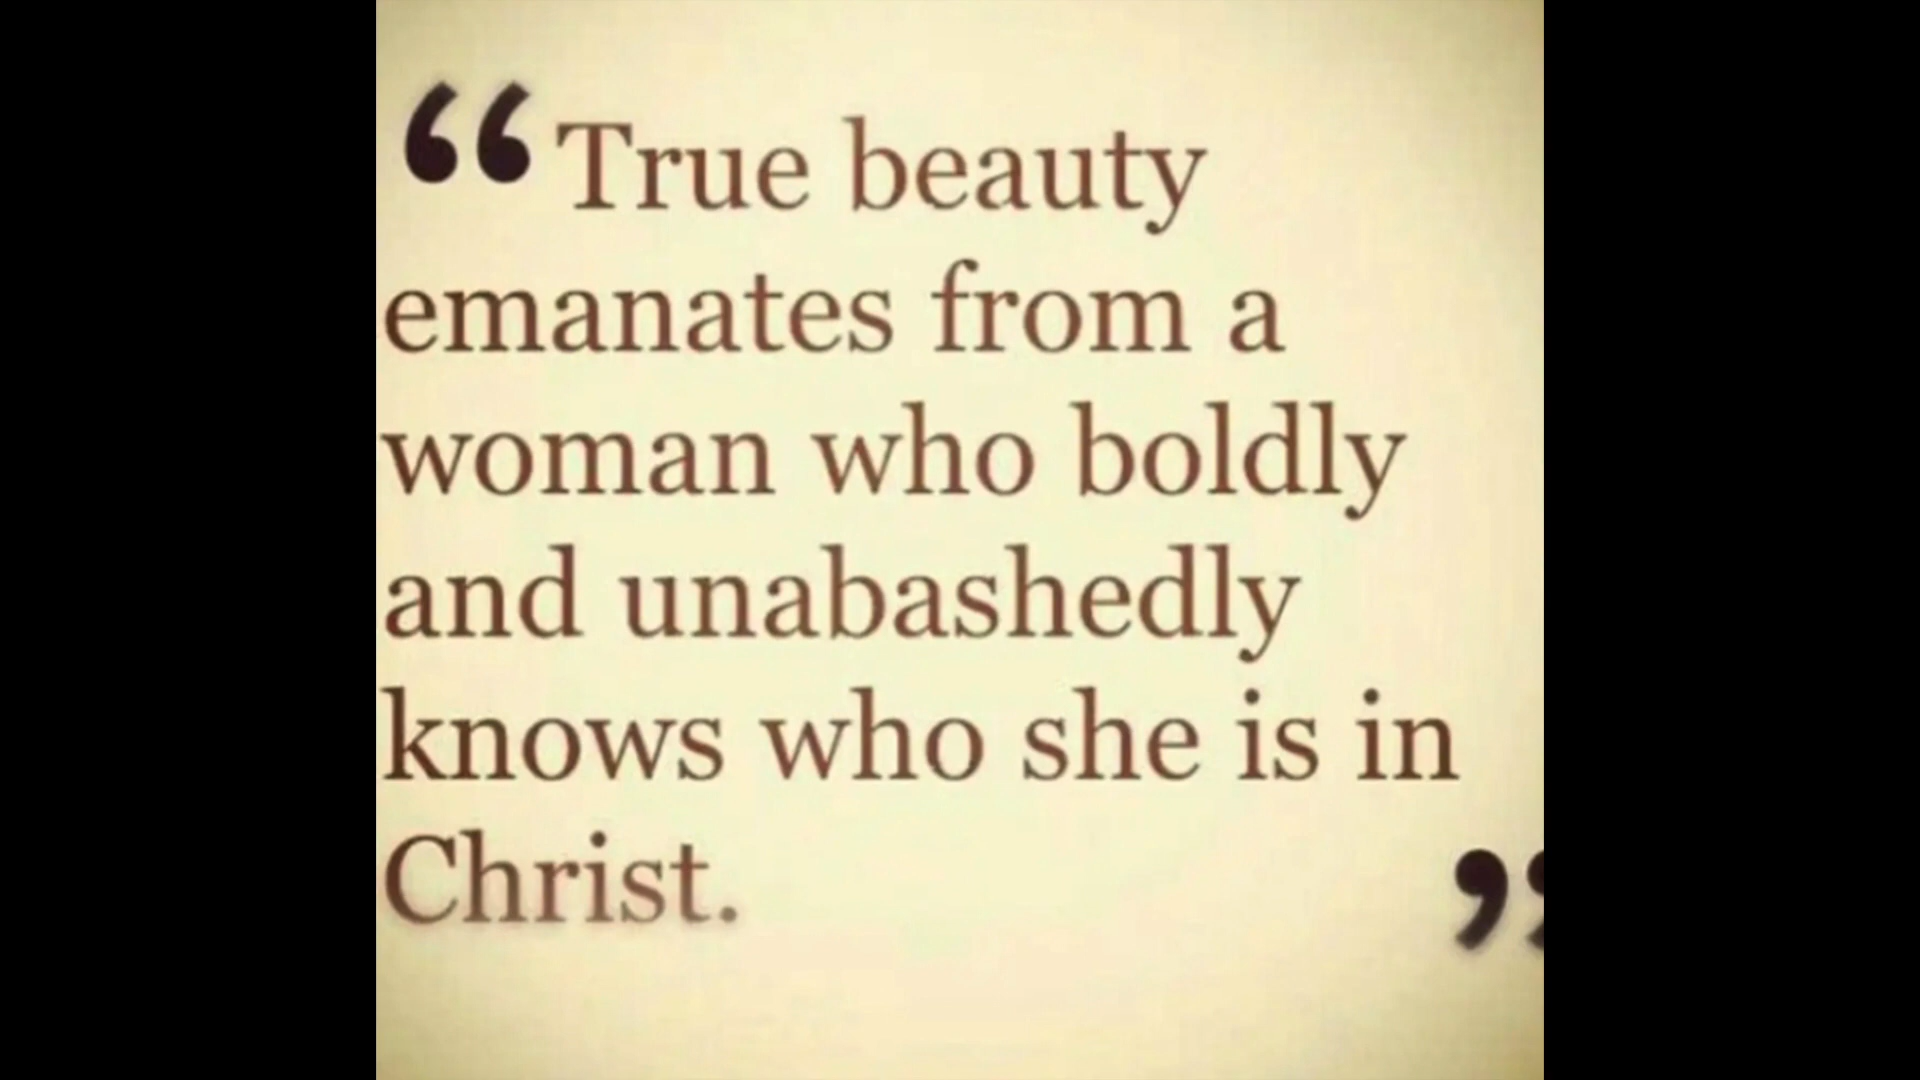 “True beauty
emanates from a
woman who boldly
and unabashedly
knows who she is in
Christ.
”